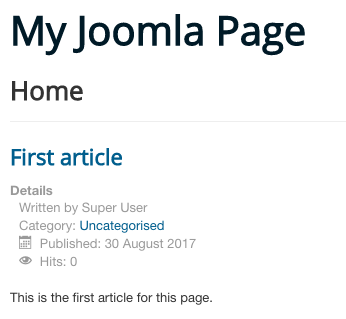 My Joomla Page
Home
First article
Details
Written by Super User
Category: Uncategorised
Published: 30 August 2017
Hits: 0
This is the first article for this page.